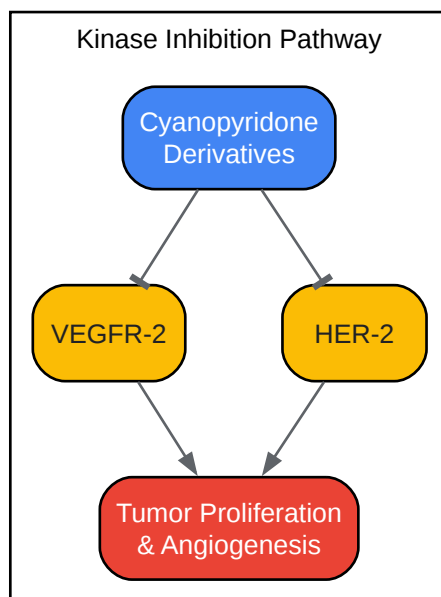 Kinase Inhibition Pathway
Cyanopyridone
Derivatives
VEGFR-2
HER-2
Tumor Proliferation
& Angiogenesis